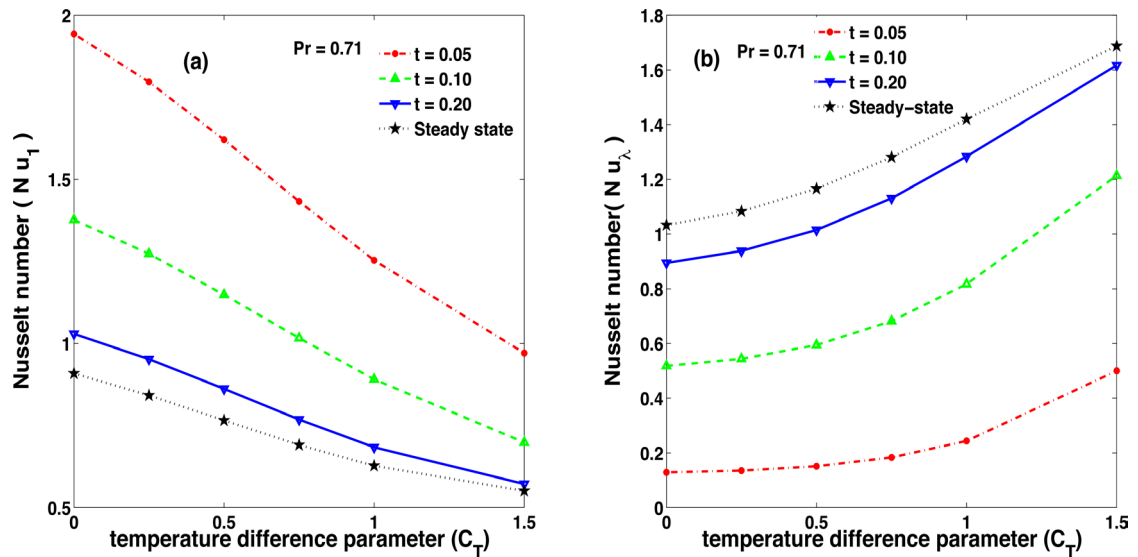 (a)
Pr = 0.71
t = 0.05
t = 0.10
t = 0.20
Steady state
Nusselt number ( N u₁ )
2
1.5
1
0.5
0
0.5
1
1.5
temperature difference parameter (C_T)
(b)
Pr = 0.71
t = 0.05
t = 0.10
t = 0.20
Steady−state
Nusselt number( N u_λ )
1.8
1.6
1.4
1.2
1
0.8
0.6
0.4
0.2
0
0
0.5
1
1.5
temperature difference parameter (C_T)